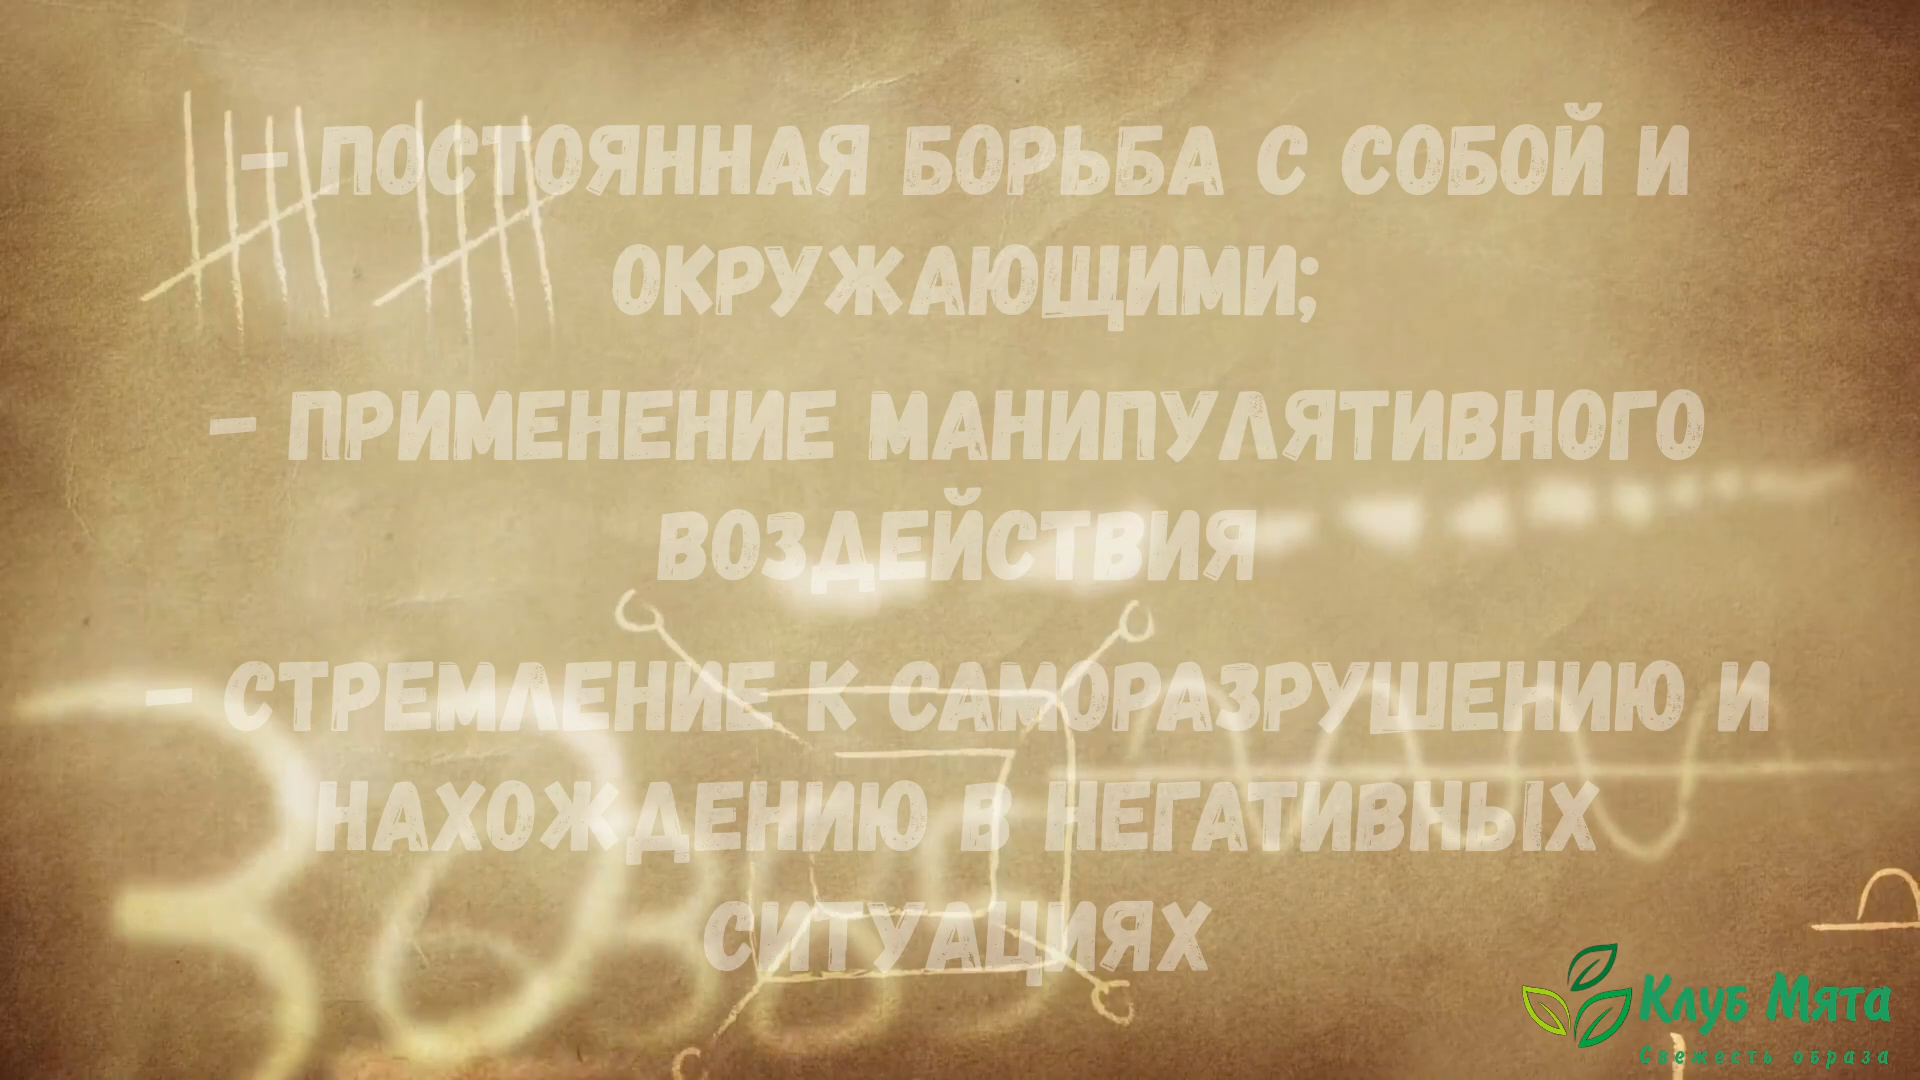 - ПОСТОЯННАЯ БОРЬБА С СОБОЙ И
ОКРУЖАЮЩИМИ;
- ПРИМЕНЕНИЕ МАНИПУЛЯТИВНОГО
ВОЗДЕЙСТВИЯ
- СТРЕМЛЕНИЕ К САМОРАЗРУШЕНИЮ И
НАХОЖДЕНИЮ В НЕГАТИВНЫХ
СИТУАЦИЯХ
Клуб Мята
Свежесть образа